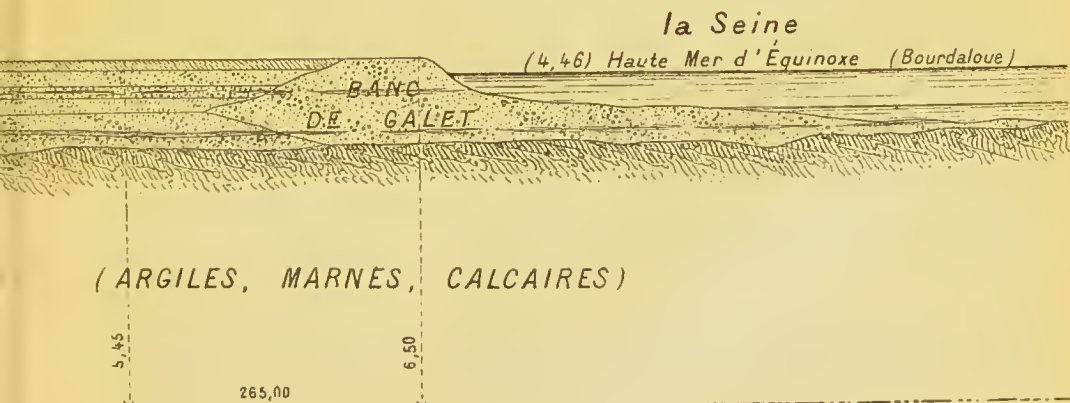 la Seine
(4,46) Haute Mer d'Équinoxe (Bourdaloue)
BANC
DE GALET
(ARGILES, MARNES, CALCAIRES)
5,45
6,50
265,00